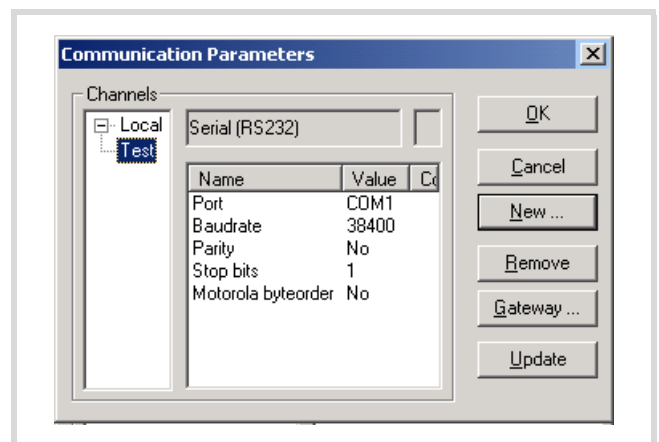 Communication Parameters
Channels
Local
Test
Serial (RS232)
Name Value
Port COM1
Baudrate 38400
Parity No
Stop bits 1
Motorola byteorder No
OK
Cancel
New ...
Remove
Gateway ...
Update